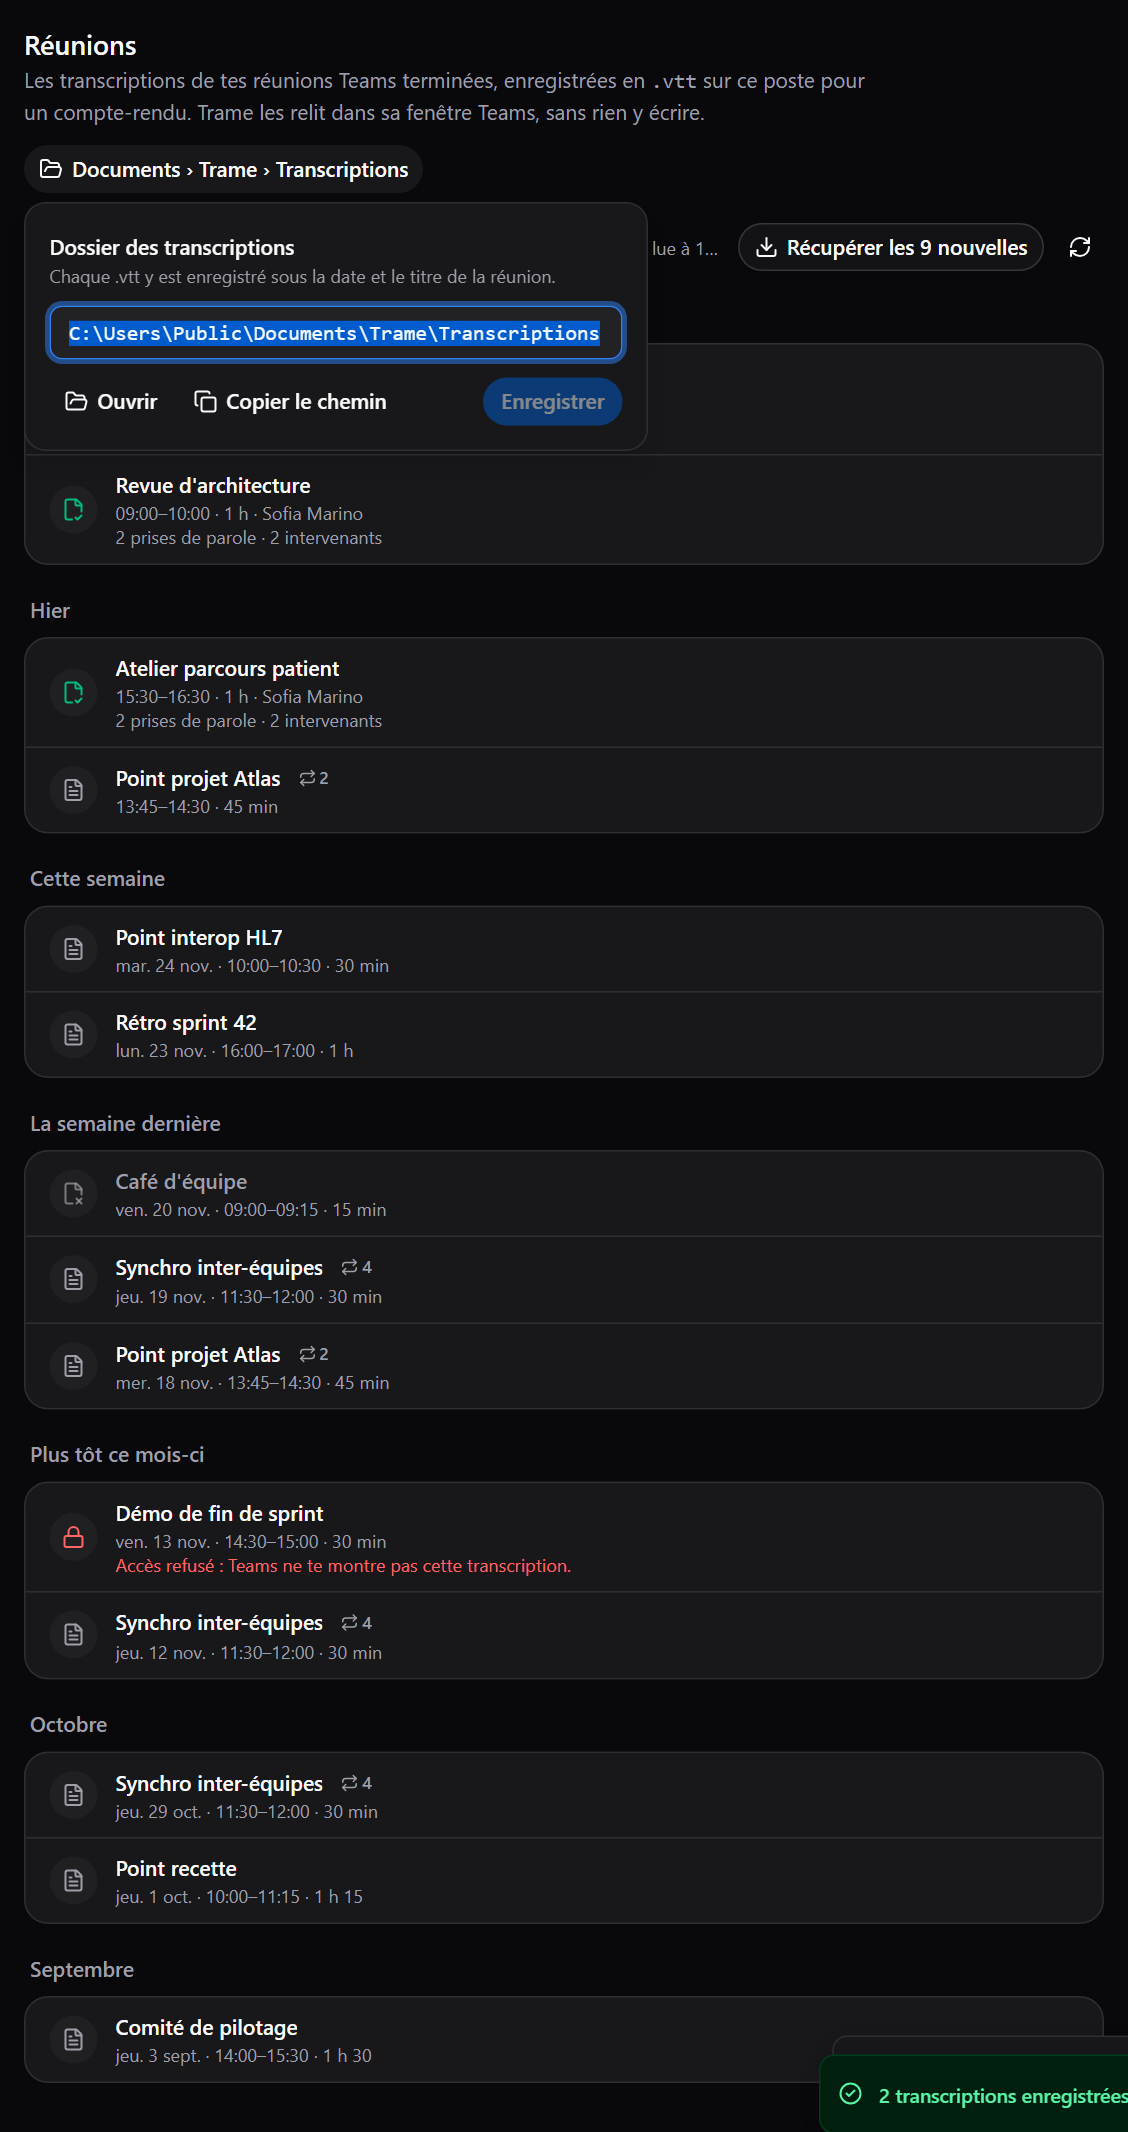 Réunions
Les transcriptions de tes réunions Teams terminées, enregistrées en .vtt sur ce poste pour
un compte-rendu. Trame les relit dans sa fenêtre Teams, sans rien y écrire.
Documents › Trame › Transcriptions
Dossier des transcriptions
Chaque .vtt y est enregistré sous la date et le titre de la réunion.
lue à 1...
Récupérer les 9 nouvelles
C:\Users\Public\Documents\Trame\Transcriptions
Ouvrir
Copier le chemin
Enregistrer
Revue d'architecture
09:00–10:00 · 1 h · Sofia Marino
2 prises de parole · 2 intervenants
Hier
Atelier parcours patient
15:30–16:30 · 1 h · Sofia Marino
2 prises de parole · 2 intervenants
Point projet Atlas 2
13:45–14:30 · 45 min
Cette semaine
Point interop HL7
mar. 24 nov. · 10:00–10:30 · 30 min
Rétro sprint 42
lun. 23 nov. · 16:00–17:00 · 1 h
La semaine dernière
Café d'équipe
ven. 20 nov. · 09:00–09:15 · 15 min
Synchro inter-équipes 4
jeu. 19 nov. · 11:30–12:00 · 30 min
Point projet Atlas 2
mer. 18 nov. · 13:45–14:30 · 45 min
Plus tôt ce mois-ci
Démo de fin de sprint
ven. 13 nov. · 14:30–15:00 · 30 min
Accès refusé : Teams ne te montre pas cette transcription.
Synchro inter-équipes 4
jeu. 12 nov. · 11:30–12:00 · 30 min
Octobre
Synchro inter-équipes 4
jeu. 29 oct. · 11:30–12:00 · 30 min
Point recette
jeu. 1 oct. · 10:00–11:15 · 1 h 15
Septembre
Comité de pilotage
jeu. 3 sept. · 14:00–15:30 · 1 h 30
2 transcriptions enregistrées